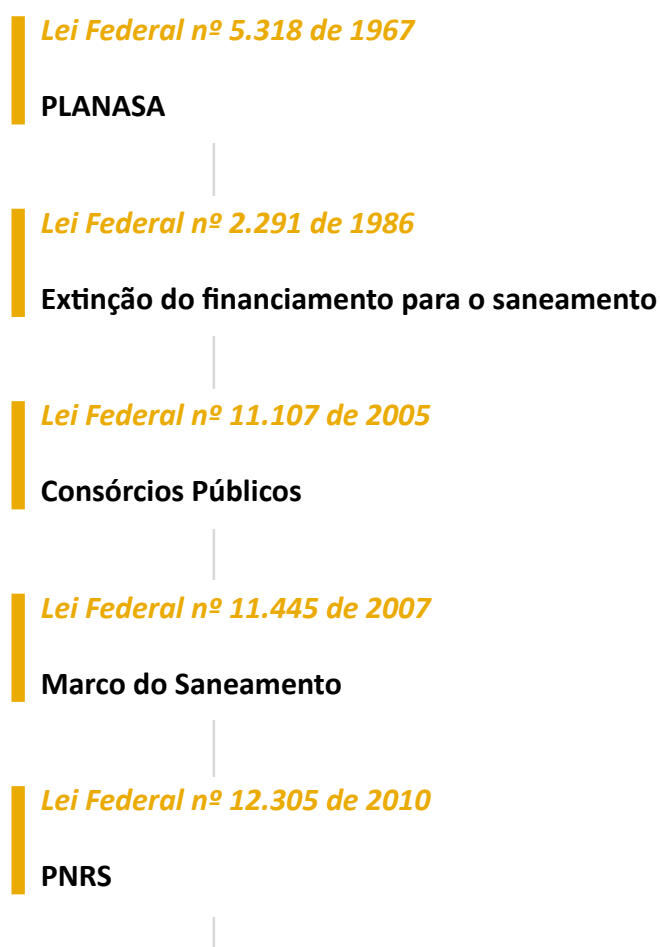 Lei Federal nº 5.318 de 1967
PLANASA
Lei Federal nº 2.291 de 1986
Extinção do financiamento para o saneamento
Lei Federal nº 11.107 de 2005
Consórcios Públicos
Lei Federal nº 11.445 de 2007
Marco do Saneamento
Lei Federal nº 12.305 de 2010
PNRS